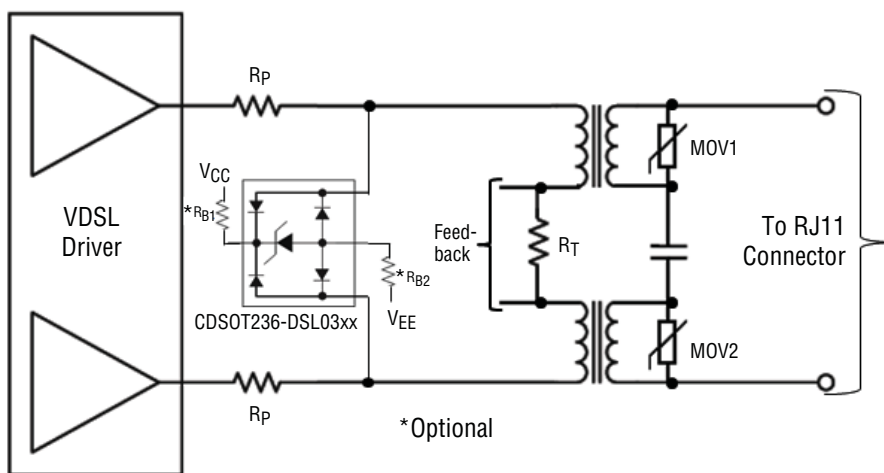 RP
VCC
*RB1
VDSL
Driver
*RB2
VEE
CDSOT236-DSL03xx
RP
*Optional
Feed-
back
RT
MOV1
MOV2
To RJ11
Connector